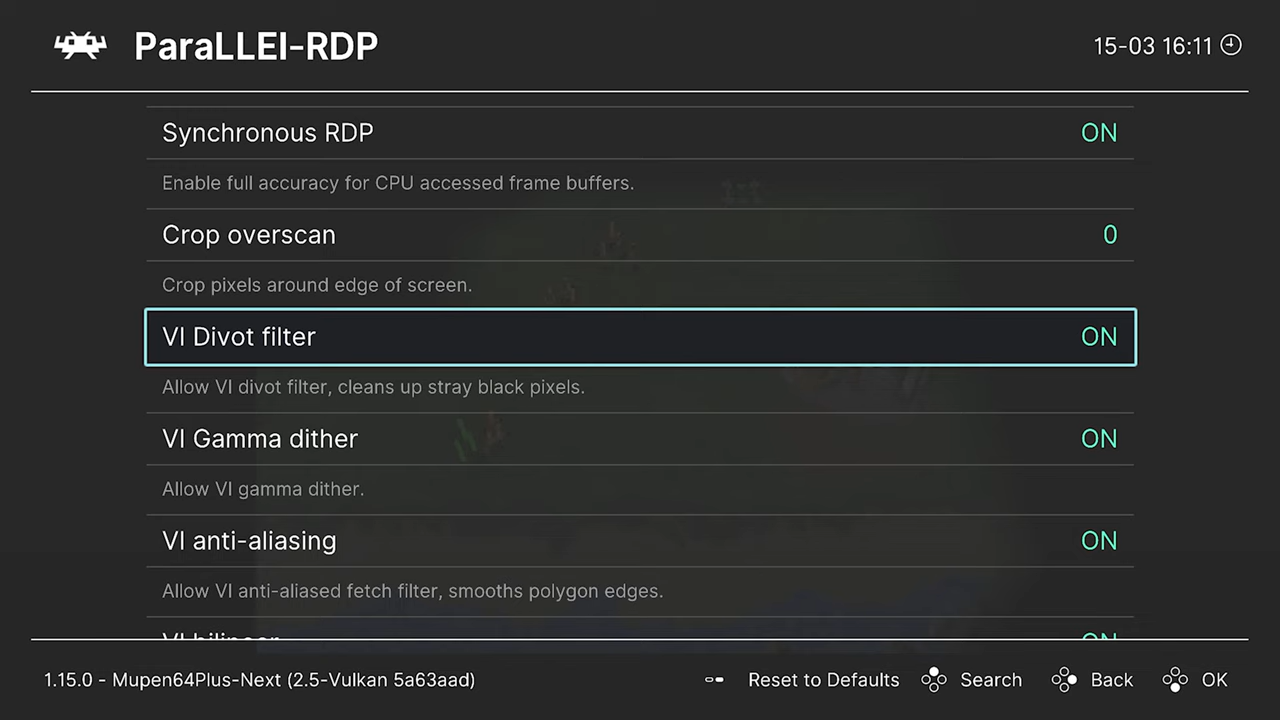 ParaLLEl-RDP
15-03 16:11
Synchronous RDP ON
Enable full accuracy for CPU accessed frame buffers.
Crop overscan 0
Crop pixels around edge of screen.
VI Divot filter ON
Allow VI divot filter, cleans up stray black pixels.
VI Gamma dither ON
Allow VI gamma dither.
VI anti-aliasing ON
Allow VI anti-aliased fetch filter, smooths polygon edges.
VI bilinear ON
1.15.0 - Mupen64Plus-Next (2.5-Vulkan 5a63aad)
Reset to Defaults Search Back OK